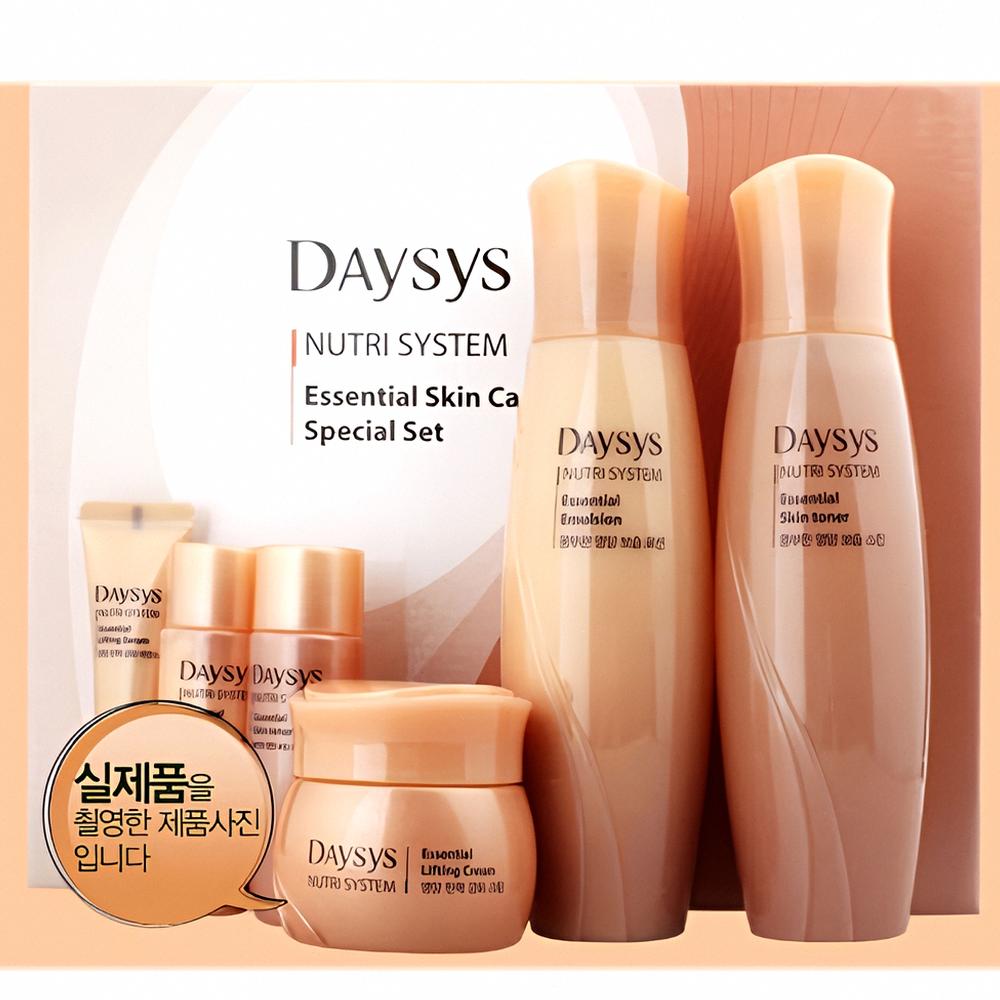 DAYSYS
NUTRI SYSTEM
Essential Skin Ca
Special Set
DAYSYS
NUTRI SYSTEM
Essential
Emulsion
DAYSYS
NUTRI SYSTEM
Essential
Skin toner
DAYSYS
DAYSY
DAYSYS
실제품을
촬영한 제품사진
입니다
DAYSYS
NUTRI SYSTEM
Essential
Lifting Cream